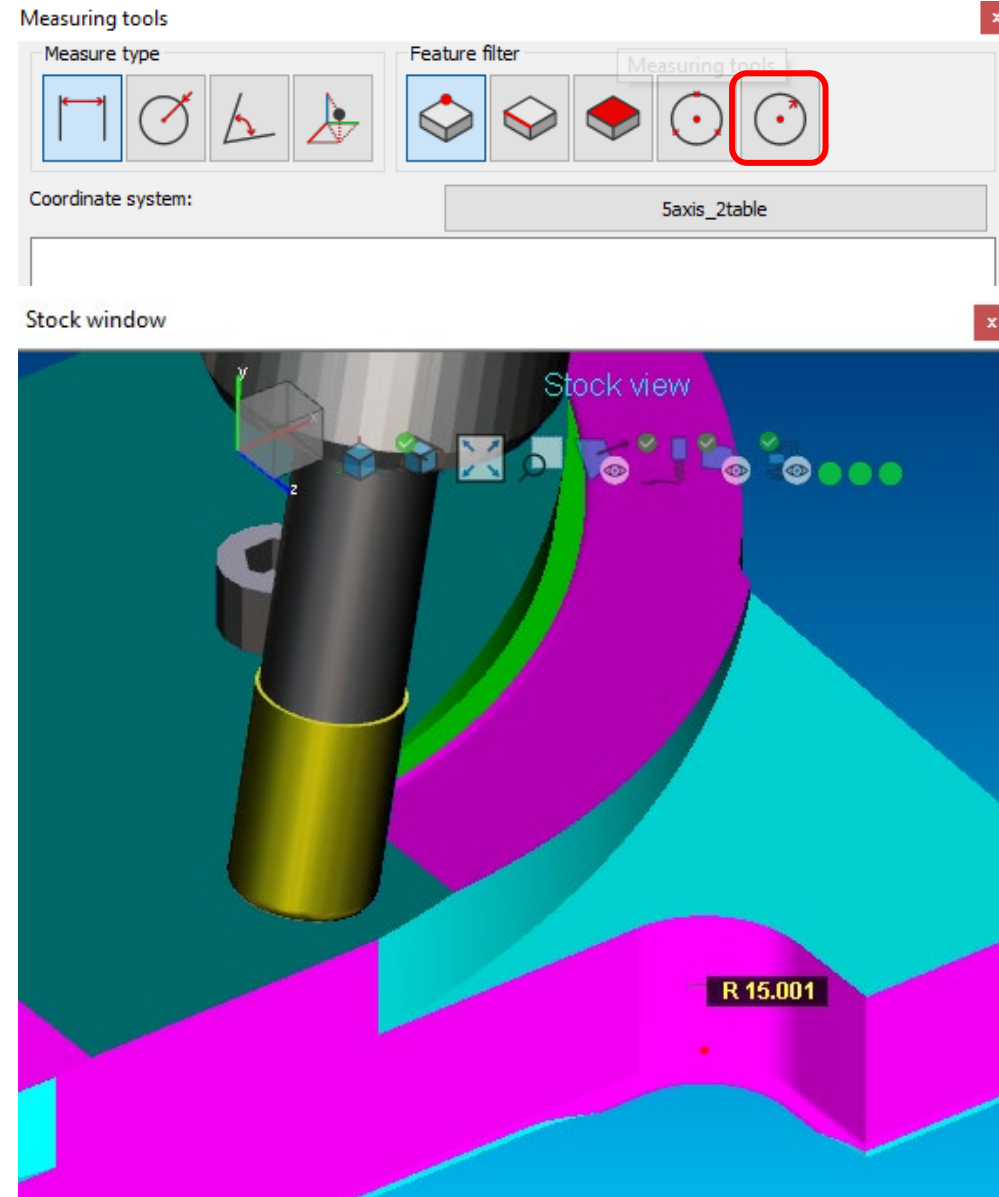 Measuring tools
x
Measure type
Feature filter
Measuring tools
Coordinate system:
5axis_2table
Stock window
x
Stock view
y
x
z
R 15.001